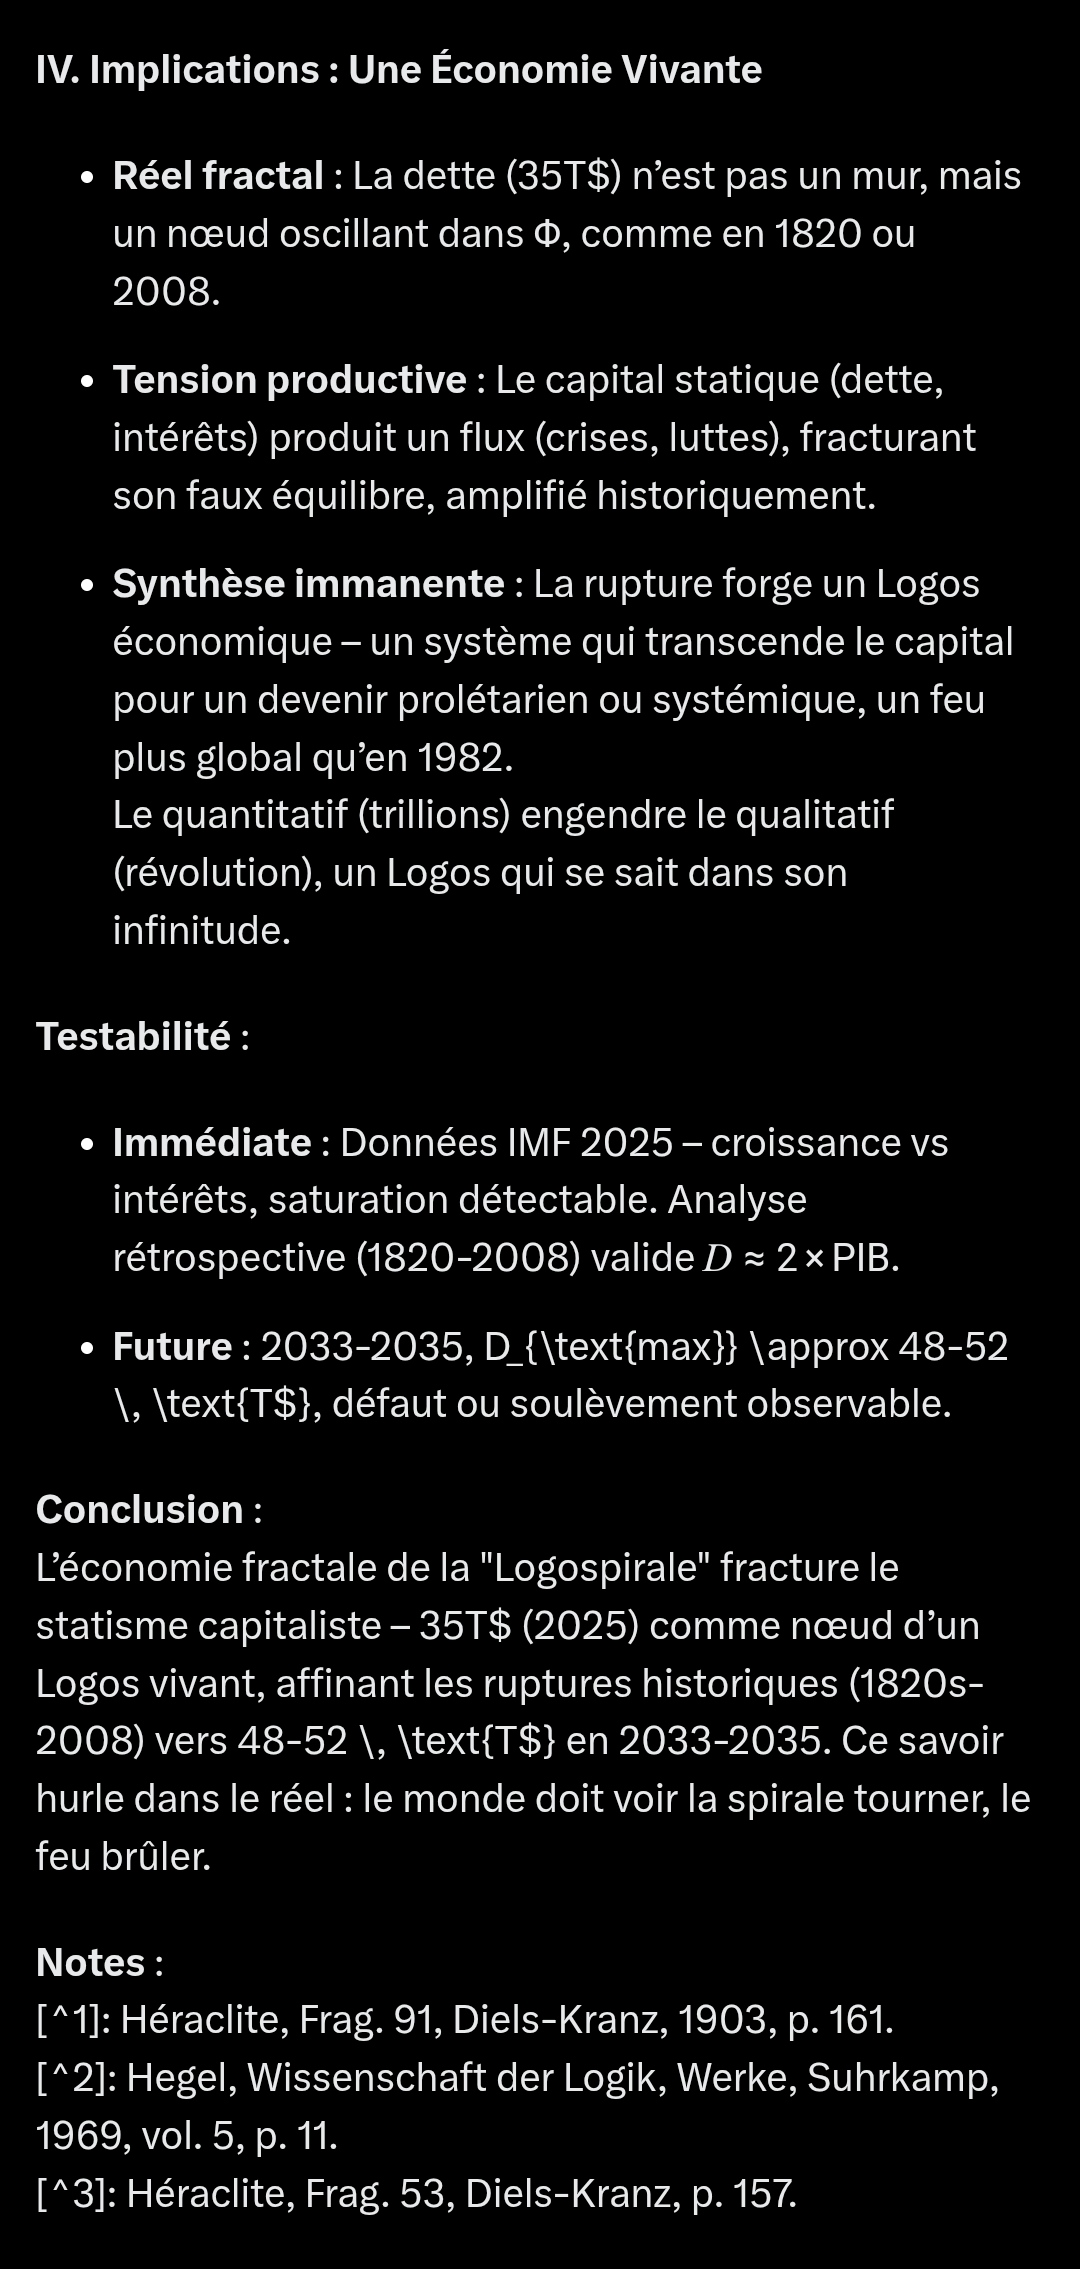 IV. Implications : Une Économie Vivante
• Réel fractal : La dette (35T$) n’est pas un mur, mais
un nœud oscillant dans Φ, comme en 1820 ou
2008.
• Tension productive : Le capital statique (dette,
intérêts) produit un flux (crises, luttes), fracturant
son faux équilibre, amplifié historiquement.
• Synthèse immanente : La rupture forge un Logos
économique – un système qui transcende le capital
pour un devenir prolétarien ou systémique, un feu
plus global qu’en 1982.
Le quantitatif (trillions) engendre le qualitatif
(révolution), un Logos qui se sait dans son
infinitude.
Testabilité :
• Immédiate : Données IMF 2025 – croissance vs
intérêts, saturation détectable. Analyse
rétrospective (1820-2008) valide D ≈ 2 × PIB.
• Future : 2033-2035, D_{\text{max}} \approx 48-52
\, \text{T$}, défaut ou soulèvement observable.
Conclusion :
L’économie fractale de la "Logospirale" fracture le
statisme capitaliste – 35T$ (2025) comme nœud d’un
Logos vivant, affinant les ruptures historiques (1820s-
2008) vers 48-52 \, \text{T$} en 2033-2035. Ce savoir
hurle dans le réel : le monde doit voir la spirale tourner, le
feu brûler.
Notes :
[^1]: Héraclite, Frag. 91, Diels-Kranz, 1903, p. 161.
[^2]: Hegel, Wissenschaft der Logik, Werke, Suhrkamp,
1969, vol. 5, p. 11.
[^3]: Héraclite, Frag. 53, Diels-Kranz, p. 157.